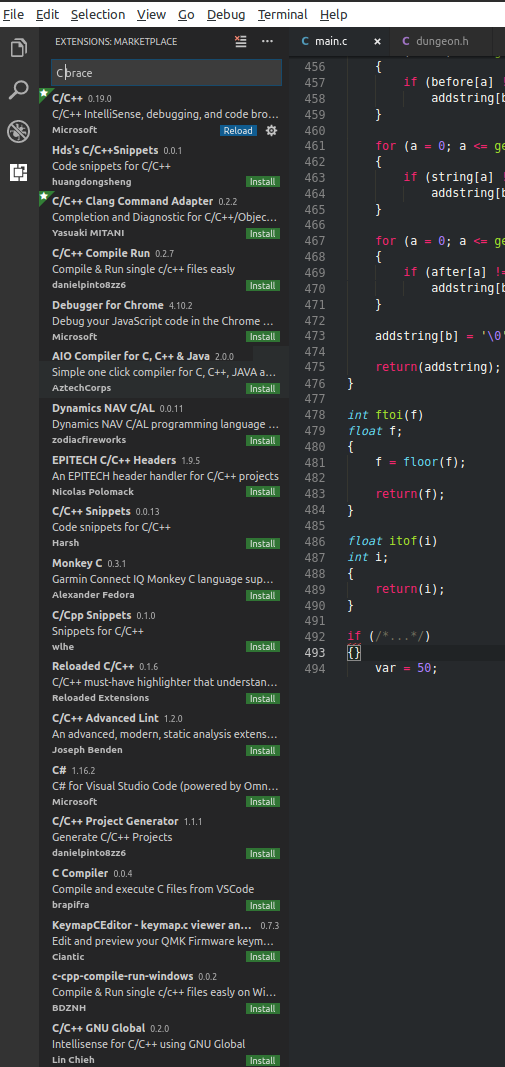 File Edit Selection View Go Debug Terminal Help
EXTENSIONS: MARKETPLACE
C brace
C/C++ 0.19.0
C/C++ IntelliSense, debugging, and code bro...
Microsoft Reload
Hds's C/C++Snippets 0.0.1
Code snippets for C/C++
huangdongsheng Install
C/C++ Clang Command Adapter 0.2.2
Completion and Diagnostic for C/C++/Objec...
Yasuaki MITANI Install
C/C++ Compile Run 0.2.7
Compile & Run single c/c++ files easly
danielpinto8zz6 Install
Debugger for Chrome 4.10.2
Debug your JavaScript code in the Chrome ...
Microsoft Install
AIO Compiler for C, C++ & Java 2.0.0
Simple one click compiler for C, C++, JAVA a...
AztechCorps Install
Dynamics NAV C/AL 0.0.11
Dynamics NAV C/AL programming language ...
zodiacfireworks Install
EPITECH C/C++ Headers 1.9.5
An EPITECH header handler for C/C++ projects
Nicolas Polomack Install
C/C++ Snippets 0.0.13
Code snippets for C/C++
Harsh Install
Monkey C 0.3.1
Garmin Connect IQ Monkey C language sup...
Alexander Fedora Install
C/Cpp Snippets 0.1.0
Snippets for C/C++
wlhe Install
Reloaded C/C++ 0.1.6
C/C++ must-have highlighter that understan...
Reloaded Extensions Install
C/C++ Advanced Lint 1.2.0
An advanced, modern, static analysis extens...
Joseph Benden Install
C# 1.16.2
C# for Visual Studio Code (powered by Omn...
Microsoft Install
C/C++ Project Generator 1.1.1
Generate C/C++ Projects
danielpinto8zz6 Install
C Compiler 0.0.4
Compile and execute C files from VSCode
brapifra Install
KeymapCEditor - keymap.c viewer an... 0.7.3
Edit and preview your QMK Firmware keym...
Ciantic Install
c-cpp-compile-run-windows 0.0.2
Compile & Run single c/c++ files easly on Wi...
BDZNH Install
C/C++ GNU Global 0.2.0
Intellisense for C/C++ using GNU Global
Lin Chieh Install
C main.c × C dungeon.h
456 {
457 if (before[a] !
458 addstring[b
459 }
460
461 for (a = 0; a <= ge
462 {
463 if (string[a] !
464 addstring[b
465 }
466
467 for (a = 0; a <= ge
468 {
469 if (after[a] !=
470 addstring[b
471 }
472
473 addstring[b] = '\0'
474
475 return(addstring);
476 }
477
478 int ftoi(f)
479 float f;
480 {
481 f = floor(f);
482
483 return(f);
484 }
485
486 float itof(i)
487 int i;
488 {
489 return(i);
490 }
491
492 if (/*...*/)
493 {}
494 var = 50;